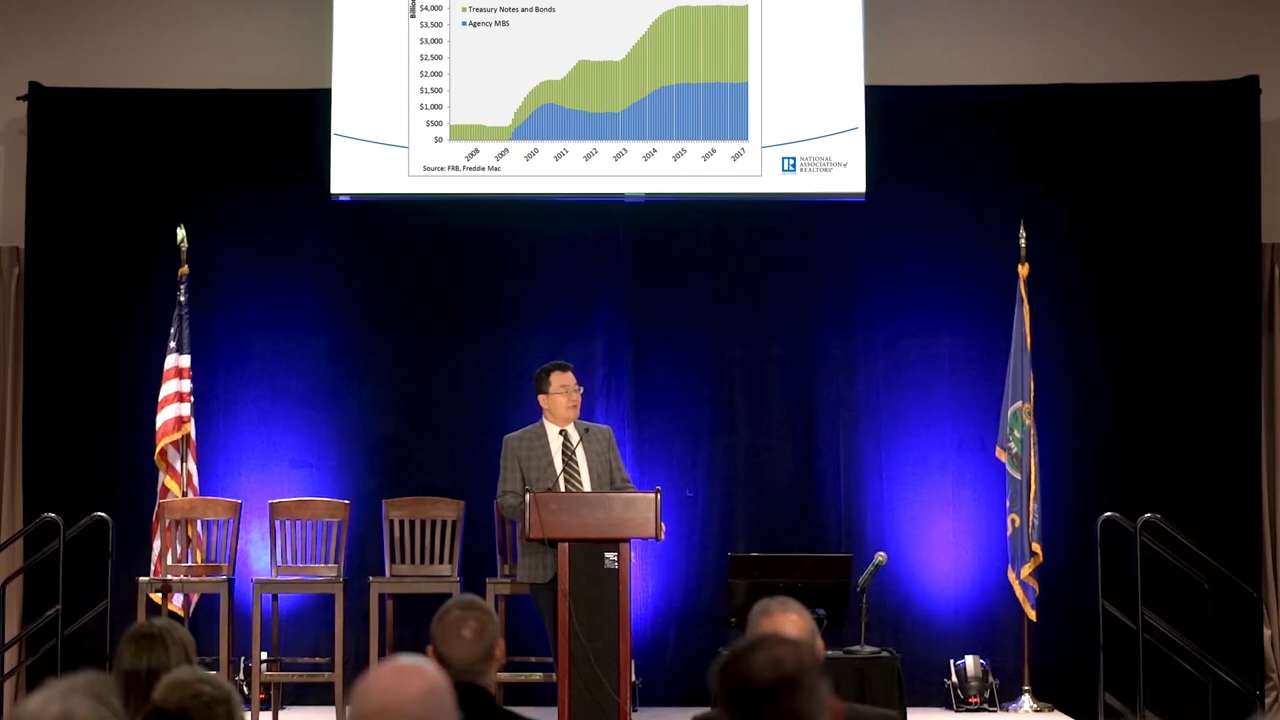 Billion
Treasury Notes and Bonds
Agency MBS
$4,000
$3,500
$3,000
$2,500
$2,000
$1,500
$1,000
$500
$0
2008
2009
2010
2011
2012
2013
2014
2015
2016
2017
Source: FRB, Freddie Mac
NATIONAL
ASSOCIATION of
REALTORS®